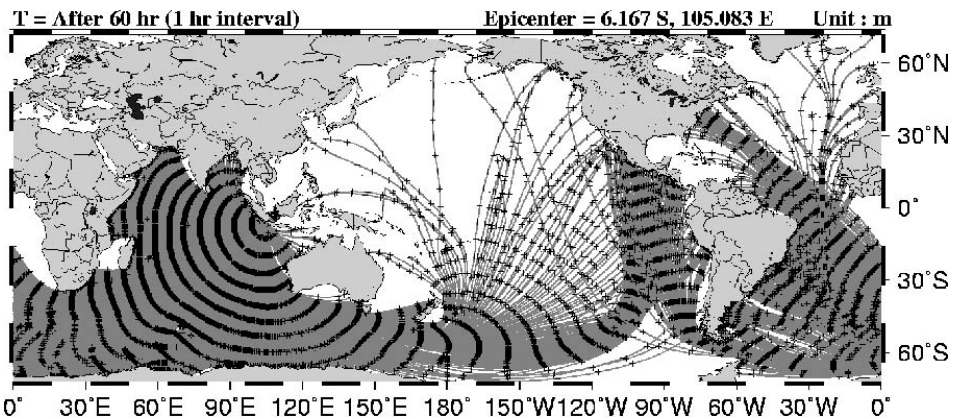 T = After 60 hr (1 hr interval) Epicenter = 6.167 S, 105.083 E Unit : m
60°N
30°N
0°
30°S
60°S
0° 30°E 60°E 90°E 120°E 150°E 180° 150°W 120°W 90°W 60°W 30°W 0°